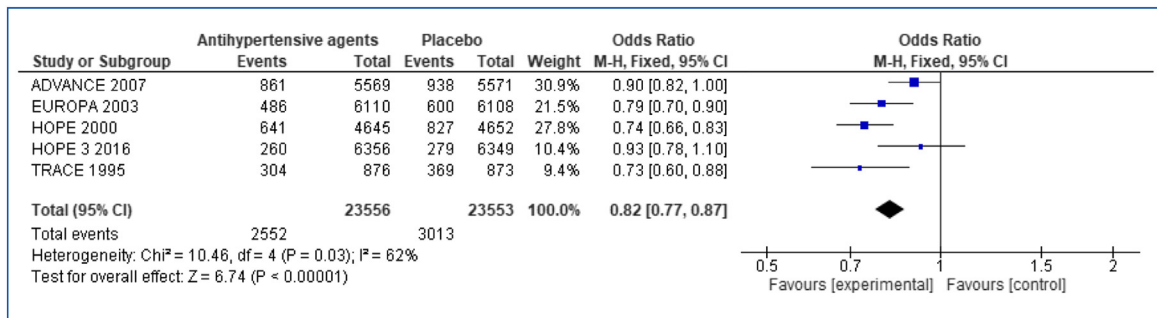 Antihypertensive agents Placebo Odds Ratio Odds Ratio
Study or Subgroup Events Total Events Total Weight M-H, Fixed, 95% CI M-H, Fixed, 95% CI
ADVANCE 2007 861 5569 938 5571 30.9% 0.90 [0.82, 1.00]
EUROPA 2003 486 6110 600 6108 21.5% 0.79 [0.70, 0.90]
HOPE 2000 641 4645 827 4652 27.8% 0.74 [0.66, 0.83]
HOPE 3 2016 260 6356 279 6349 10.4% 0.93 [0.78, 1.10]
TRACE 1995 304 876 369 873 9.4% 0.73 [0.60, 0.88]
Total (95% CI) 23556 23553 100.0% 0.82 [0.77, 0.87]
Total events 2552 3013
Heterogeneity: Chi² = 10.46, df = 4 (P = 0.03); I² = 62%
Test for overall effect: Z = 6.74 (P < 0.00001)
0.5 0.7 1 1.5 2
Favours [experimental] Favours [control]